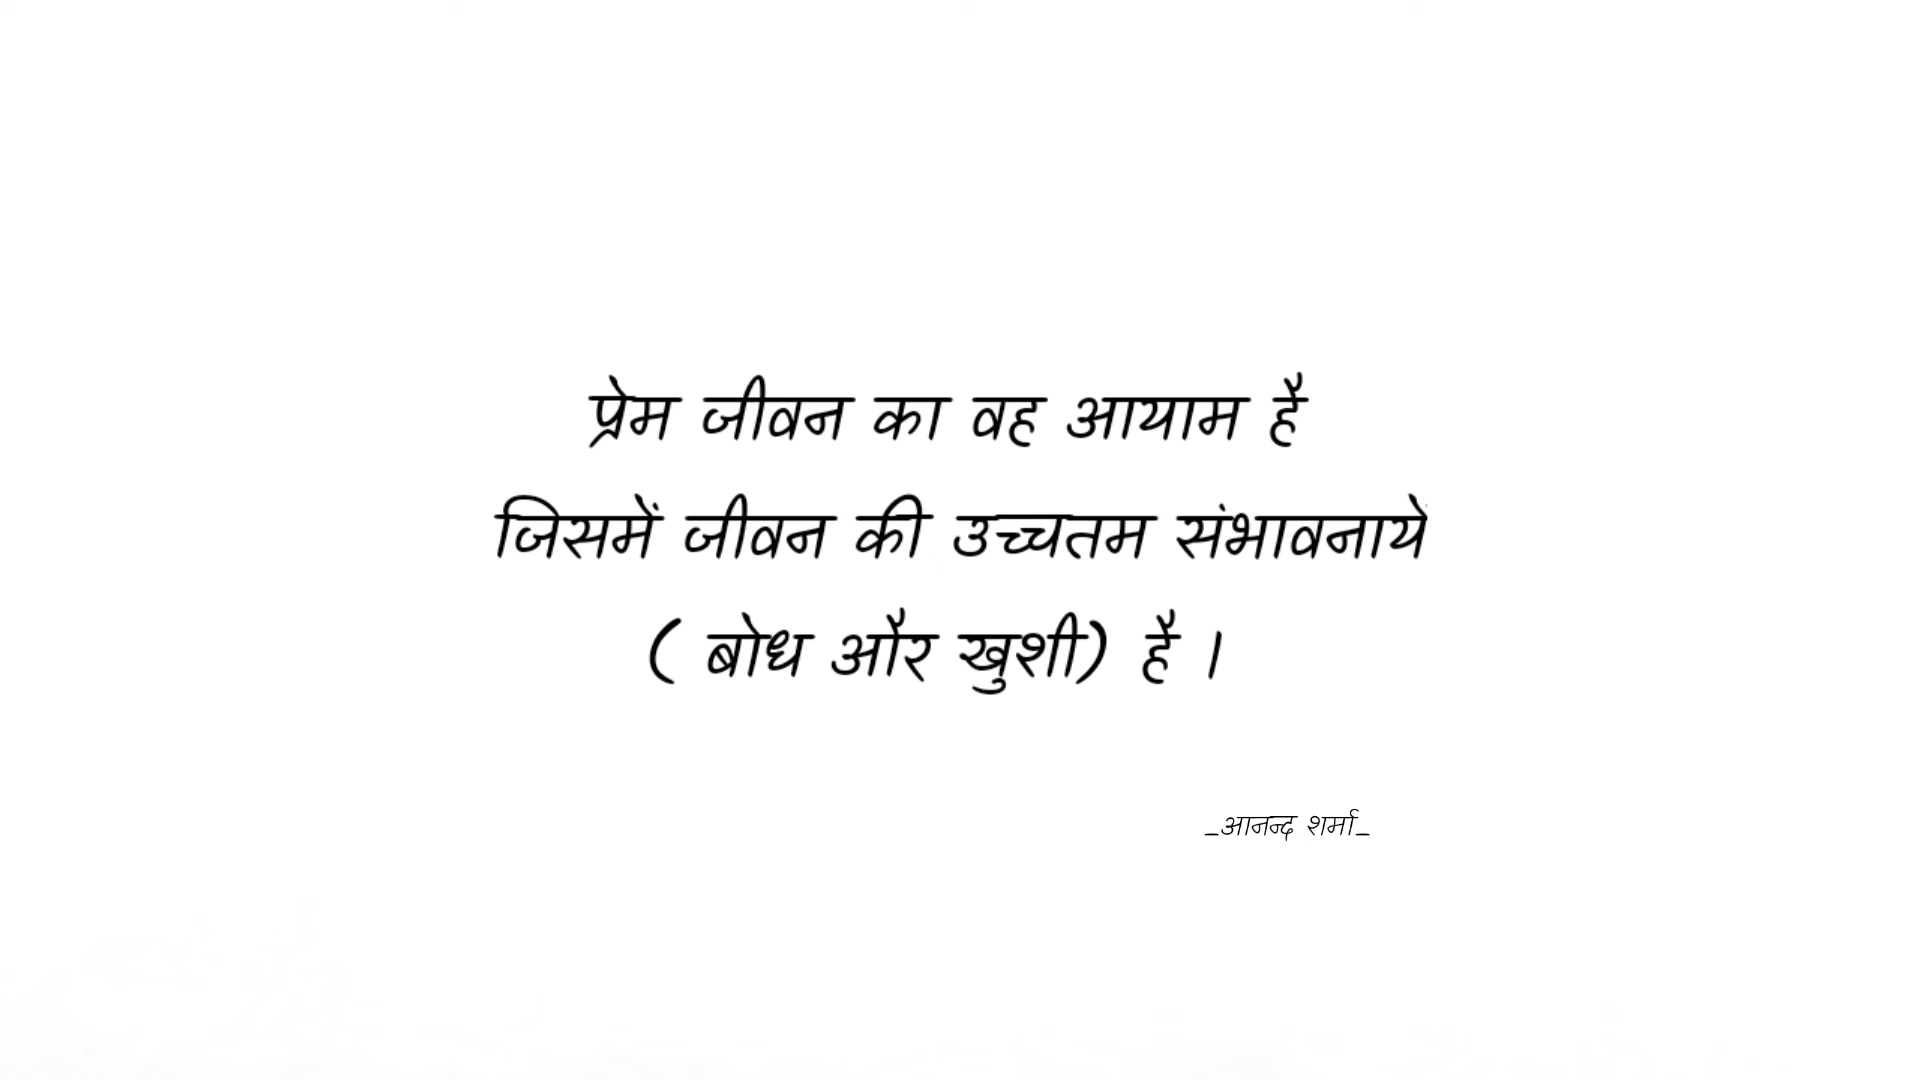 प्रेम जीवन का वह आयाम है
जिसमें जीवन की उच्चतम संभावनायें
( बोध और खुशी) है ।
_आनन्द शर्मा_